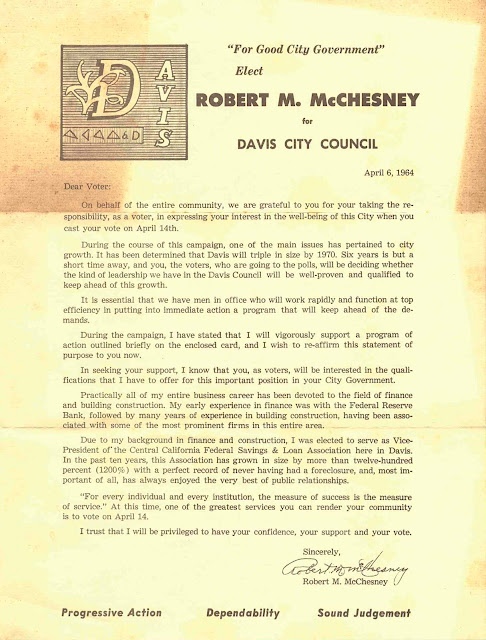 DAVIS
D
"For Good City Government"
Elect
ROBERT M. McCHESNEY
for
DAVIS CITY COUNCIL
April 6, 1964
Dear Voter:
On behalf of the entire community, we are grateful to you for your taking the re-
sponsibility, as a voter, in expressing your interest in the well-being of this City when you
cast your vote on April 14th.
During the course of this campaign, one of the main issues has pertained to city
growth. It has been determined that Davis will triple in size by 1970. Six years is but a
short time away, and you, the voters, who are going to the polls, will be deciding whether
the kind of leadership we have in the Davis Council will be well-proven and qualified to
keep ahead of this growth.
It is essential that we have men in office who will work rapidly and function at top
efficiency in putting into immediate action a program that will keep ahead of the de-
mands.
During the campaign, I have stated that I will vigorously support a program of
action outlined briefly on the enclosed card, and I wish to re-affirm this statement of
purpose to you now.
In seeking your support, I know that you, as voters, will be interested in the quali-
fications that I have to offer for this important position in your City Government.
Practically all of my entire business career has been devoted to the field of finance
and building construction. My early experience in finance was with the Federal Reserve
Bank, followed by many years of experience in building construction, having been asso-
ciated with some of the most prominent firms in this entire area.
Due to my background in finance and construction, I was elected to serve as Vice-
President of the Central California Federal Savings & Loan Association here in Davis.
In the past ten years, this Association has grown in size by more than twelve-hundred
percent (1200%) with a perfect record of never having had a foreclosure, and, most im-
portant of all, has always enjoyed the very best of public relationships.
"For every individual and every institution, the measure of success is the measure
of service." At this time, one of the greatest services you can render your community
is to vote on April 14.
I trust that I will be privileged to have your confidence, your support and your vote.
Sincerely,
Robert M. McChesney
Robert M. McChesney
Progressive Action Dependability Sound Judgement